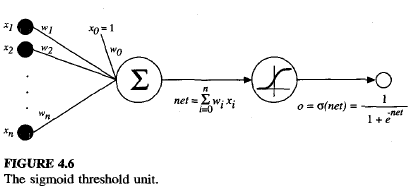 x1 w1 x0 = 1
x2 w2 w0
.
.
.
Σ
wn
xn
net = Σ(i=0 to n) wi xi
o = σ(net) = 1 / (1 + e^-net)
FIGURE 4.6
The sigmoid threshold unit.